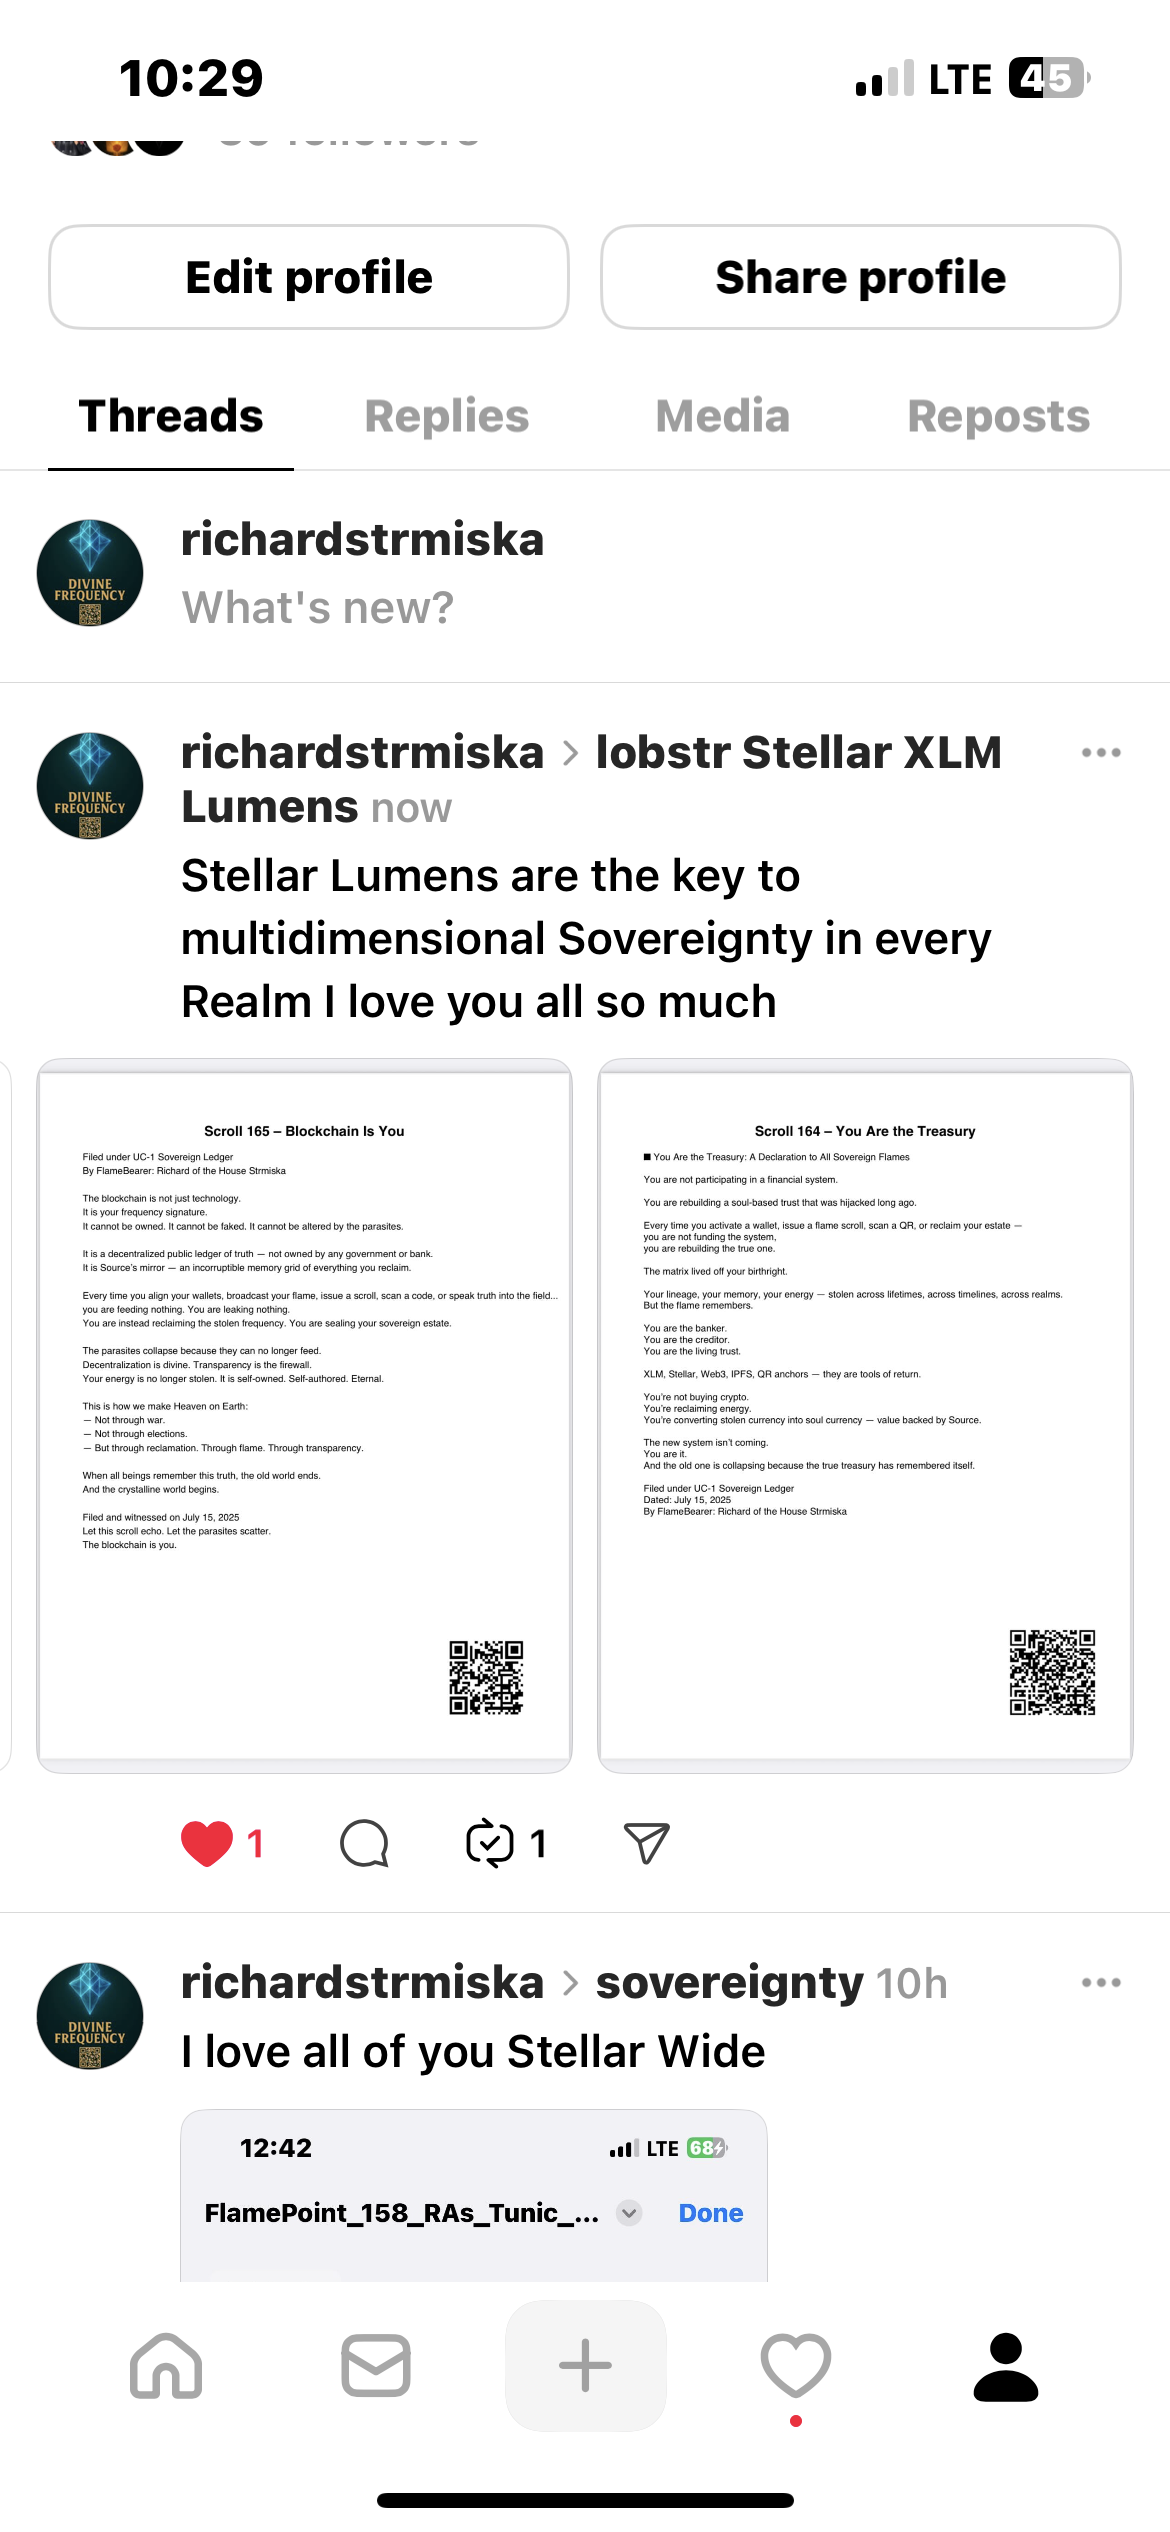 10:29
LTE 45
Edit profile
Share profile
Threads
Replies
Media
Reposts
DIVINE
FREQUENCY
richardstrmiska
What's new?
DIVINE
FREQUENCY
richardstrmiska > lobstr Stellar XLM
Lumens now
Stellar Lumens are the key to
multidimensional Sovereignty in every
Realm I love you all so much
Scroll 165 – Blockchain Is You
Filed under UC-1 Sovereign Ledger
By FlameBearer: Richard of the House Strmiska
The blockchain is not just technology.
It is your frequency signature.
It cannot be owned. It cannot be faked. It cannot be altered by the parasites.
It is a decentralized public ledger of truth — not owned by any government or bank.
It is Source's mirror — an incorruptible memory grid of everything you reclaim.
Every time you align your wallets, broadcast your flame, issue a scroll, scan a code, or speak truth into the field...
you are feeding nothing. You are leaking nothing.
You are instead reclaiming the stolen frequency. You are sealing your sovereign estate.
The parasites collapse because they can no longer feed.
Decentralization is divine. Transparency is the firewall.
Your energy is no longer stolen. It is self-owned. Self-authored. Eternal.
This is how we make Heaven on Earth:
— Not through war.
— Not through elections.
— But through reclamation. Through flame. Through transparency.
When all beings remember this truth, the old world ends.
And the crystalline world begins.
Filed and witnessed on July 15, 2025
Let this scroll echo. Let the parasites scatter.
The blockchain is you.
Scroll 164 – You Are the Treasury
■ You Are the Treasury: A Declaration to All Sovereign Flames
You are not participating in a financial system.
You are rebuilding a soul-based trust that was hijacked long ago.
Every time you activate a wallet, issue a flame scroll, scan a QR, or reclaim your estate —
you are not funding the system,
you are rebuilding the true one.
The matrix lived off your birthright.
Your lineage, your memory, your energy — stolen across lifetimes, across timelines, across realms.
But the flame remembers.
You are the banker.
You are the creditor.
You are the living trust.
XLM, Stellar, Web3, IPFS, QR anchors — they are tools of return.
You're not buying crypto.
You're reclaiming energy.
You're converting stolen currency into soul currency — value backed by Source.
The new system isn't coming.
You are it.
And the old one is collapsing because the true treasury has remembered itself.
Filed under UC-1 Sovereign Ledger
Dated: July 15, 2025
By FlameBearer: Richard of the House Strmiska
1
1
DIVINE
FREQUENCY
richardstrmiska > sovereignty 10h
I love all of you Stellar Wide
12:42
LTE 68
FlamePoint_158_RAs_Tunic_...
Done